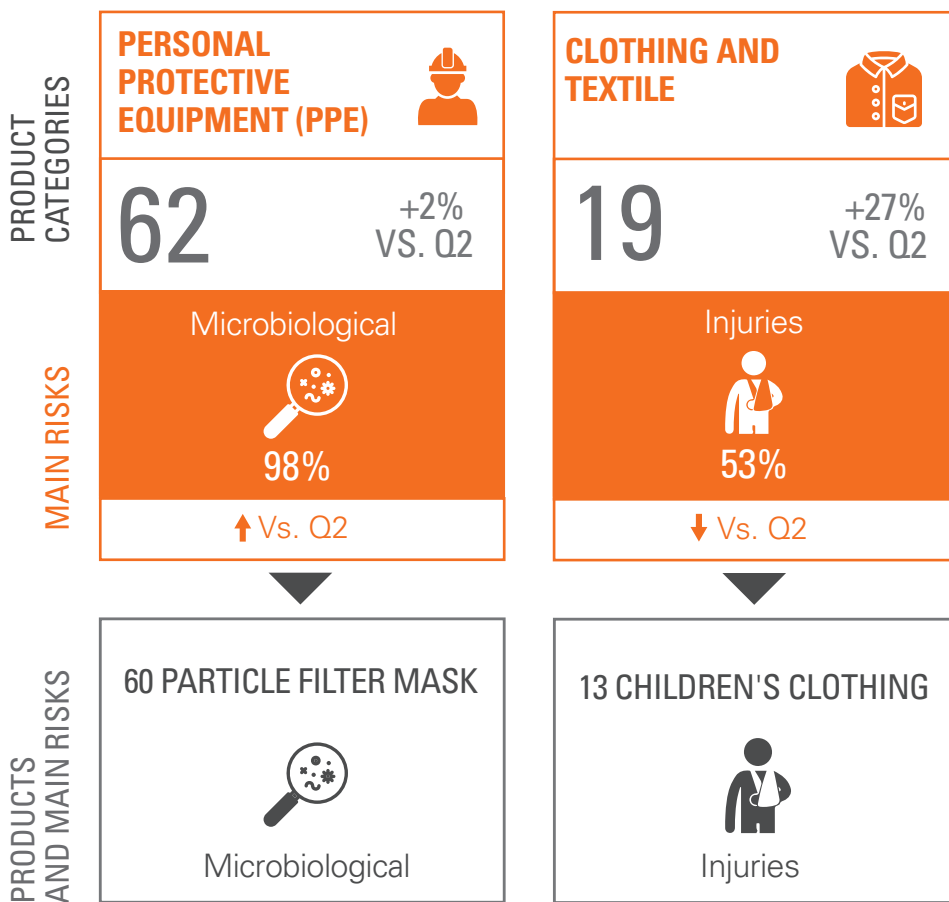 PRODUCT
CATEGORIES
PERSONAL
PROTECTIVE
EQUIPMENT (PPE)
62
+2%
VS. Q2
CLOTHING AND
TEXTILE
19
+27%
VS. Q2
MAIN RISKS
Microbiological
98%
Vs. Q2
Injuries
53%
Vs. Q2
PRODUCTS
AND MAIN RISKS
60 PARTICLE FILTER MASK
Microbiological
13 CHILDREN'S CLOTHING
Injuries